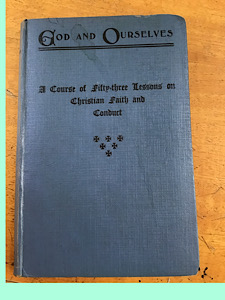 God and Ourselves
A Course of Fifty-three Lessons on
Christian Faith and
Conduct